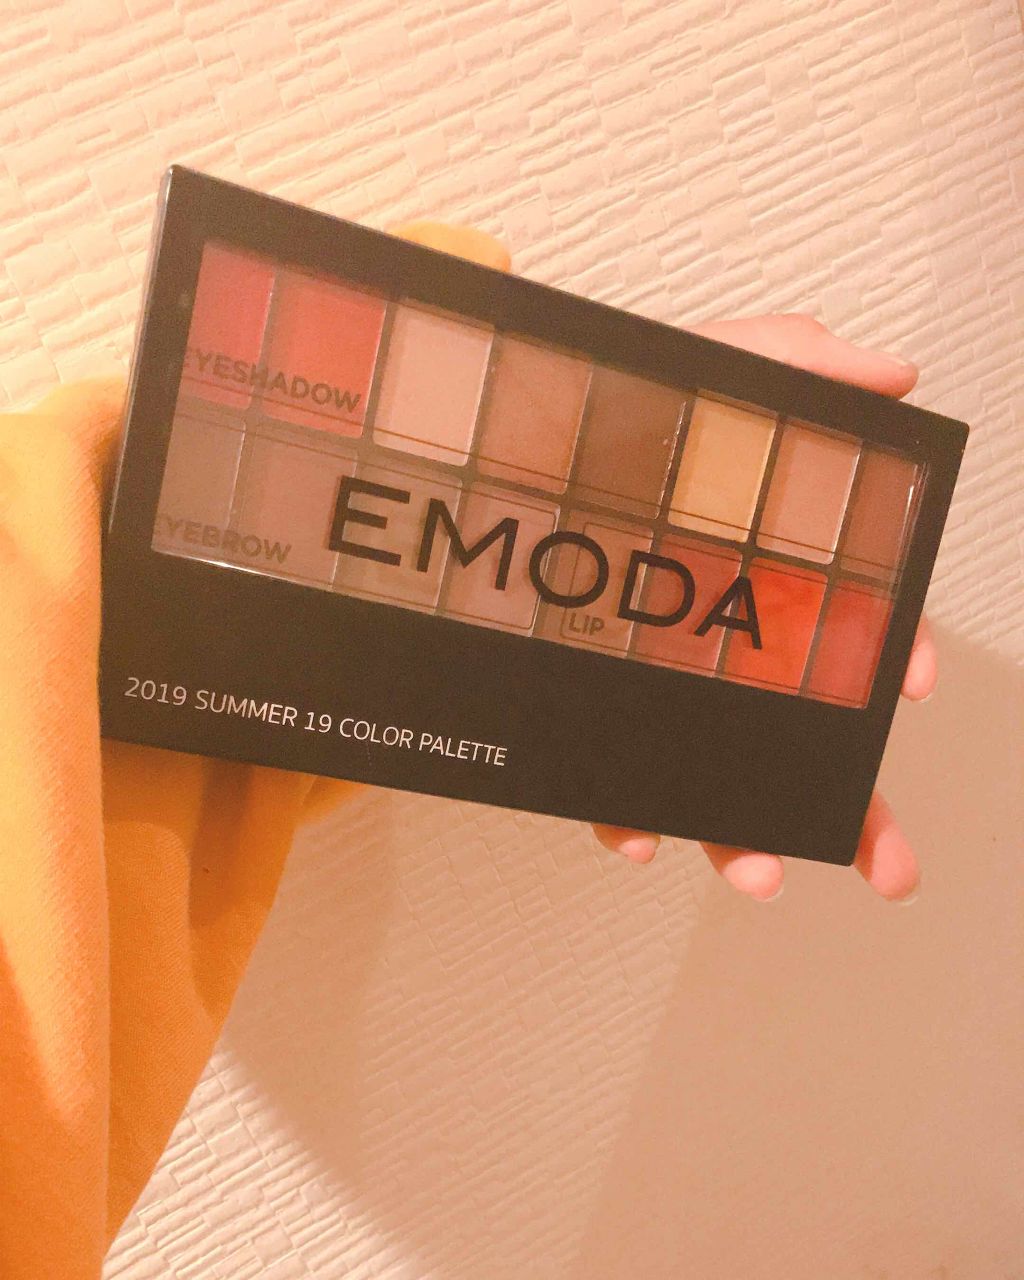 EYESHADOW
EYEBROW
EMODA
LIP
2019 SUMMER 19 COLOR PALETTE